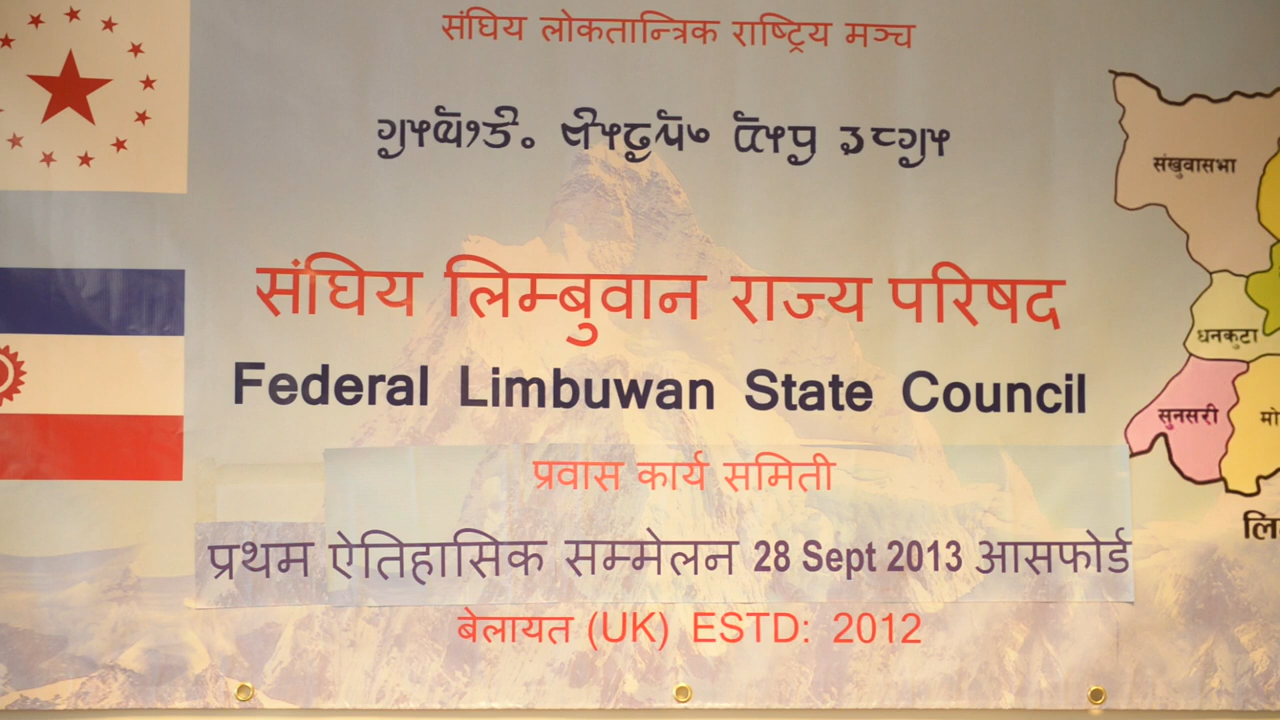 संघिय लोकतान्त्रिक राष्ट्रिय मञ्च
संघिय लिम्बुवान राज्य परिषद
Federal Limbuwan State Council
प्रवास कार्य समिती
प्रथम ऐतिहासिक सम्मेलन 28 Sept 2013 आसफोर्ड
बेलायत (UK) ESTD: 2012
संखुवासभा
धनकुटा
सुनसरी